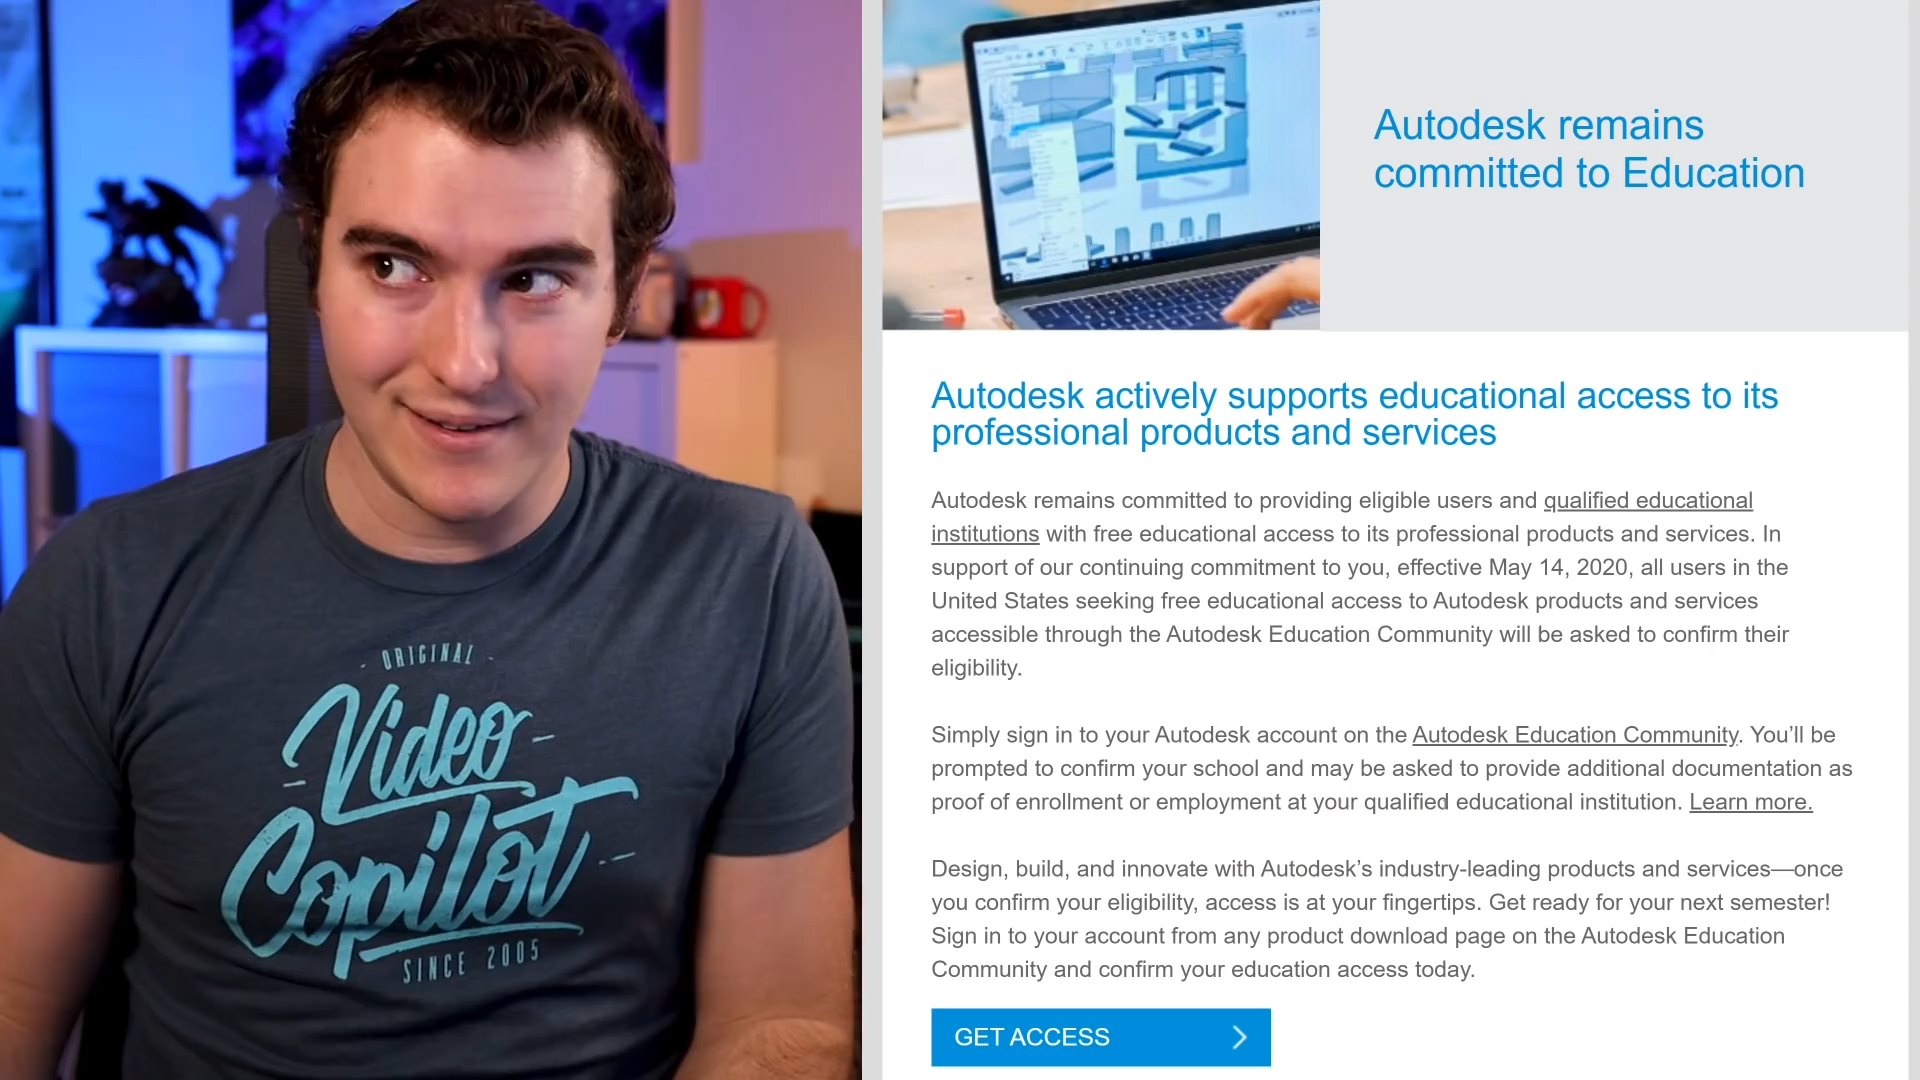 - ORIGINAL -
Video
Copilot
SINCE 2005
Autodesk remains
committed to Education
Autodesk actively supports educational access to its
professional products and services
Autodesk remains committed to providing eligible users and qualified educational
institutions with free educational access to its professional products and services. In
support of our continuing commitment to you, effective May 14, 2020, all users in the
United States seeking free educational access to Autodesk products and services
accessible through the Autodesk Education Community will be asked to confirm their
eligibility.
Simply sign in to your Autodesk account on the Autodesk Education Community. You’ll be
prompted to confirm your school and may be asked to provide additional documentation as
proof of enrollment or employment at your qualified educational institution. Learn more.
Design, build, and innovate with Autodesk’s industry-leading products and services—once
you confirm your eligibility, access is at your fingertips. Get ready for your next semester!
Sign in to your account from any product download page on the Autodesk Education
Community and confirm your education access today.
GET ACCESS